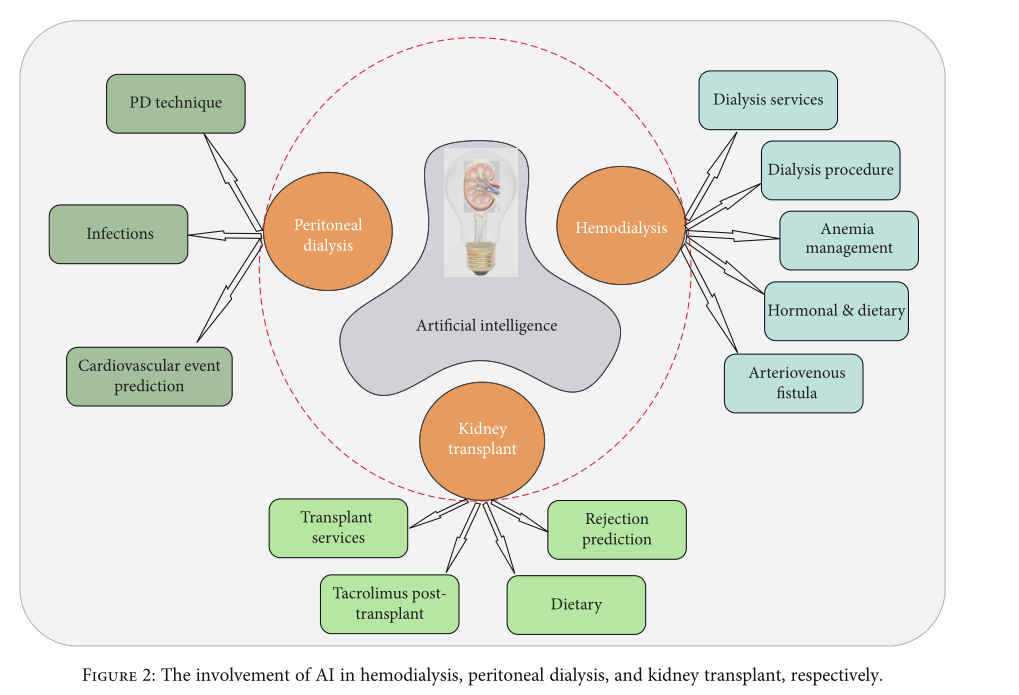 PD technique
Infections
Cardiovascular event
prediction
Peritoneal
dialysis
Artificial intelligence
Hemodialysis
Dialysis services
Dialysis procedure
Anemia
management
Hormonal & dietary
Arteriovenous
fistula
Kidney
transplant
Transplant
services
Tacrolimus post-
transplant
Dietary
Rejection
prediction
Figure 2: The involvement of AI in hemodialysis, peritoneal dialysis, and kidney transplant, respectively.